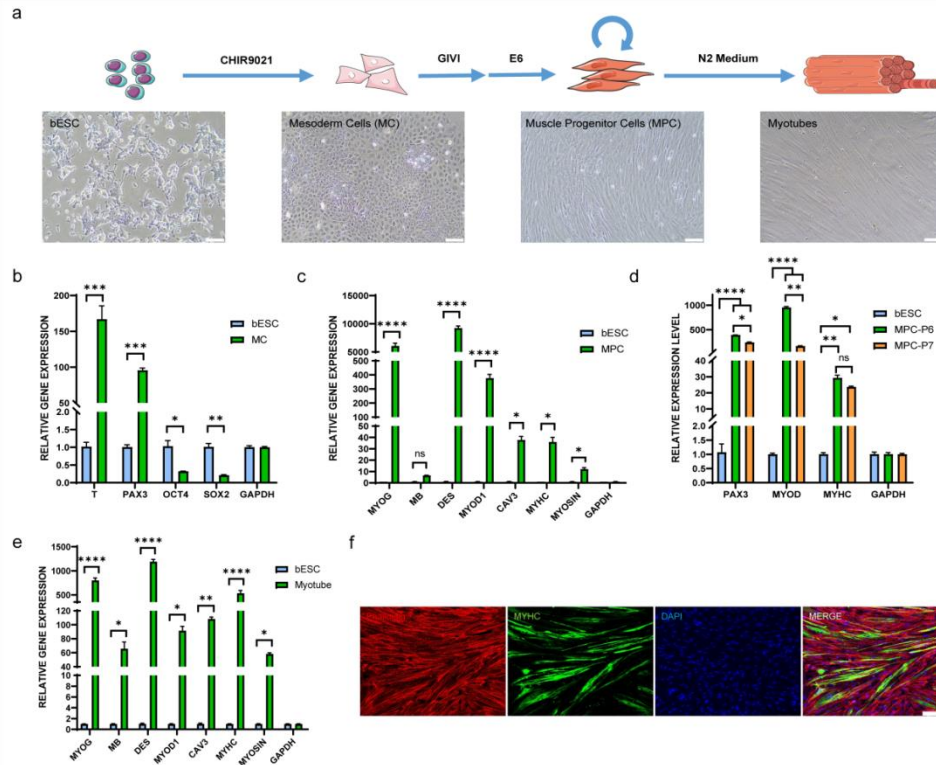 a
CHIR9021
GIVI
E6
N2 Medium
bESC
Mesoderm Cells (MC)
Muscle Progenitor Cells (MPC)
Myotubes
b
RELATIVE GENE EXPRESSION
200
150
100
50
1.0
0.5
0.0
***
***
*
**
T
PAX3
OCT4
SOX2
GAPDH
bESC
MC
c
RELATIVE GENE EXPRESSION
15000
10000
5000
500
400
300
200
100
50
40
30
20
10
0
****
ns
****
****
*
*
*
MYOG
MB
DES
MYOD1
CAV3
MYHC
MYOSIN
GAPDH
bESC
MPC
d
RELATIVE EXPRESSION LEVEL
1000
500
40
30
20
1.5
1.0
0.5
0.0
****
*
****
**
**
*
ns
PAX3
MYOD
MYHC
GAPDH
bESC
MPC-P6
MPC-P7
e
RELATIVE GENE EXPRESSION
1500
1000
500
140
120
100
80
60
40
14
12
10
8
6
4
2
0
****
*
****
*
**
****
*
MYOG
MB
DES
MYOD1
CAV3
MYHC
MYOSIN
GAPDH
bESC
Myotube
f
MYHC
DAPI
MERGE